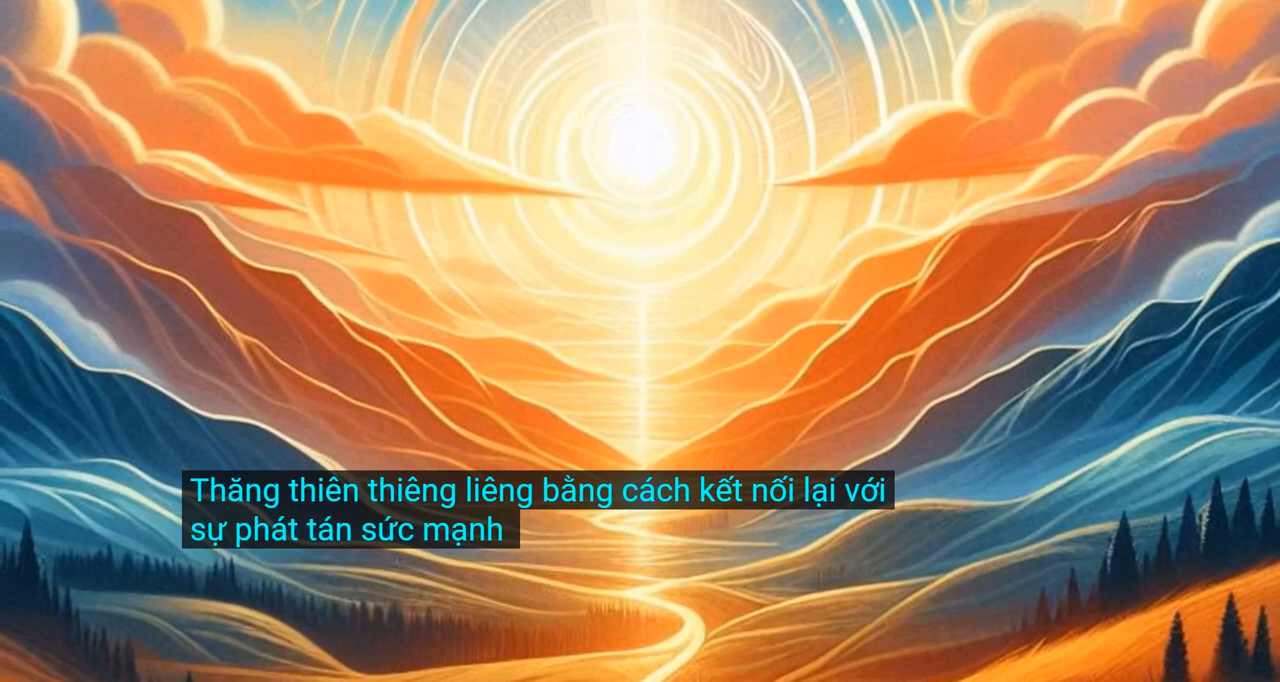 Thăng thiên thiêng liêng bằng cách kết nối lại với
sự phát tán sức mạnh